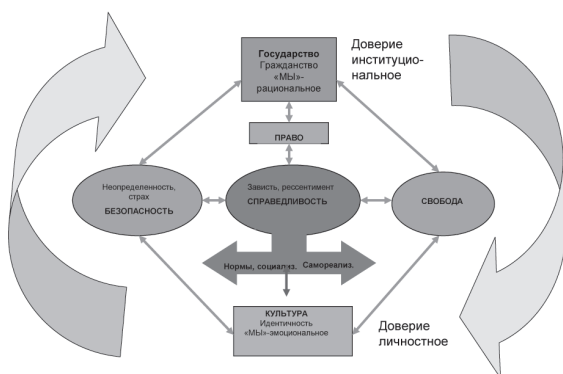 Государство
Гражданство
«МЫ»-
рациональное
Доверие
институцио-
нальное
ПРАВО
Неопределенность,
страх
БЕЗОПАСНОСТЬ
Зависть, рессентимент
СПРАВЕДЛИВОСТЬ
СВОБОДА
Нормы, социализ.
Самореализ.
КУЛЬТУРА
Идентичность
«МЫ»-эмоциональное
Доверие
личностное